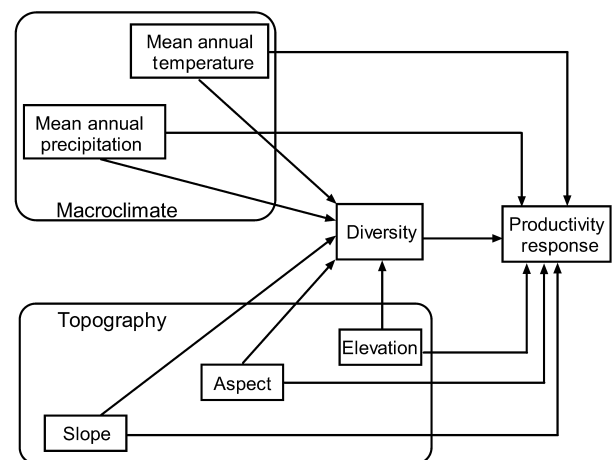 Mean annual
temperature
Mean annual
precipitation
Macroclimate
Diversity
Productivity
response
Topography
Elevation
Aspect
Slope